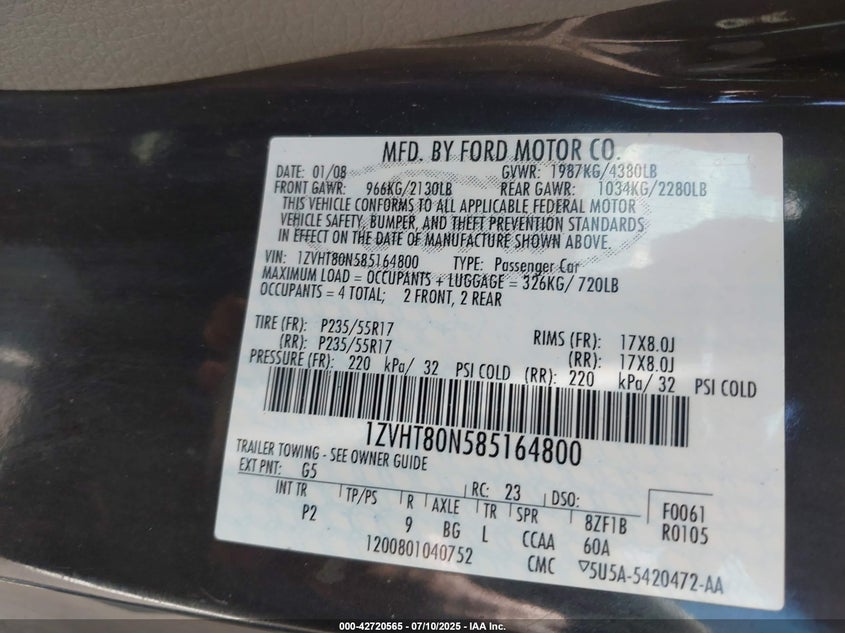 MFD. BY FORD MOTOR CO.
DATE: 01/08 GVWR: 1987KG/4380LB
FRONT GAWR: 966KG/2130LB REAR GAWR: 1034KG/2280LB
THIS VEHICLE CONFORMS TO ALL APPLICABLE FEDERAL MOTOR
VEHICLE SAFETY, BUMPER, AND THEFT PREVENTION STANDARDS
IN EFFECT ON THE DATE OF MANUFACTURE SHOWN ABOVE.
VIN: 1ZVHT80N585164800 TYPE: Passenger Car
MAXIMUM LOAD = OCCUPANTS + LUGGAGE = 326KG/ 720LB
OCCUPANTS = 4 TOTAL; 2 FRONT, 2 REAR
TIRE (FR): P235/55R17 RIMS (FR): 17X8.0J
(RR): P235/55R17 (RR): 17X8.0J
PRESSURE (FR): 220 kPa/ 32 PSI COLD (RR): 220 kPa/ 32 PSI COLD
1ZVHT80N585164800
TRAILER TOWING - SEE OWNER GUIDE
EXT PNT: G5 RC: 23 DSO: F0061
INT TR TP/PS R AXLE TR SPR 8ZF1B R0105
P2 9 BG L CCAA 60A
1200801040752 CMC ▽5U5A-5420472-AA
000-42720565 - 07/10/2025 - IAA Inc.